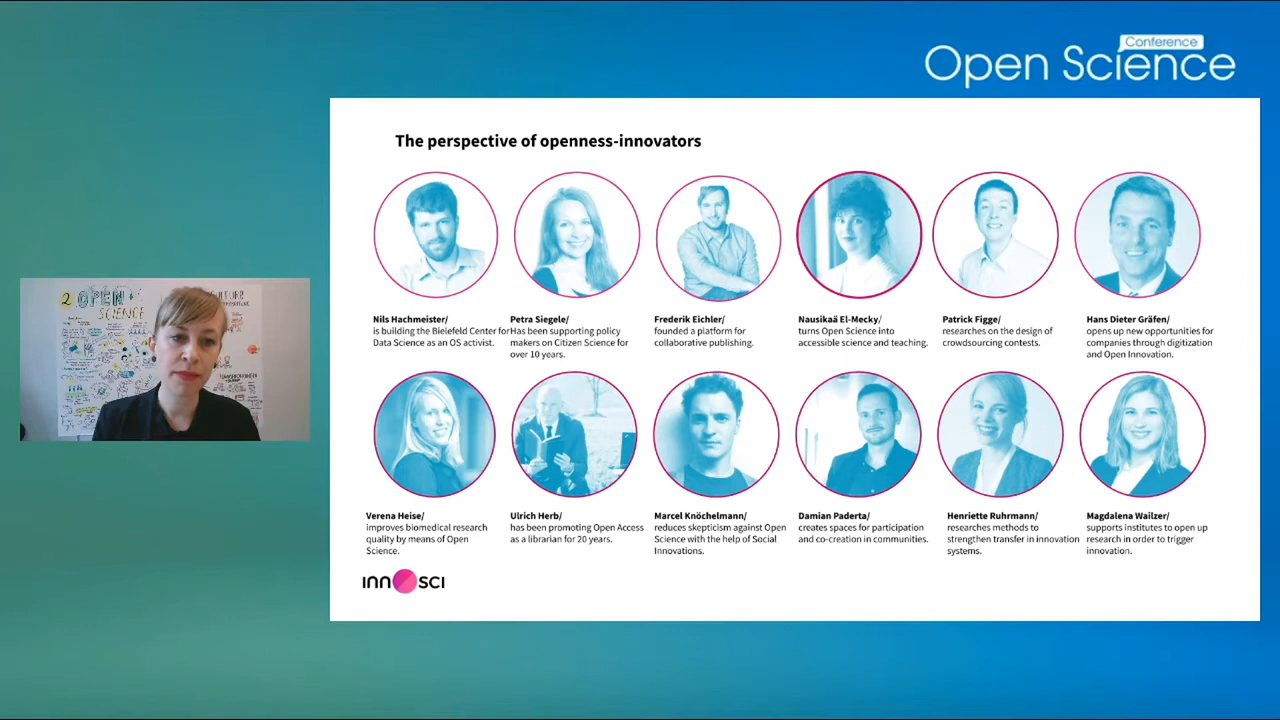 Conference
Open Science
The perspective of openness-innovators
Nils Hachmeister/
is building the Bielefeld Center for
Data Science as an OS activist.
Petra Siegele/
Has been supporting policy
makers on Citizen Science for
over 10 years.
Frederik Eichler/
founded a platform for
collaborative publishing.
Nausikaä El-Mecky/
turns Open Science into
accessible science and teaching.
Patrick Figge/
researches on the design of
crowdsourcing contests.
Hans Dieter Gräfen/
opens up new opportunities for
companies through digitization
and Open Innovation.
Verena Heise/
improves biomedical research
quality by means of Open
Science.
Ulrich Herb/
has been promoting Open Access
as a librarian for 20 years.
Marcel Knöchelmann/
reduces skepticism against Open
Science with the help of Social
Innovations.
Damian Paderta/
creates spaces for participation
and co-creation in communities.
Henriette Ruhrmann/
researches methods to
strengthen transfer in innovation
systems.
Magdalena Wailzer/
supports institutes to open up
research in order to trigger
innovation.
INNOSCI
2 OPEN
SCIENCE